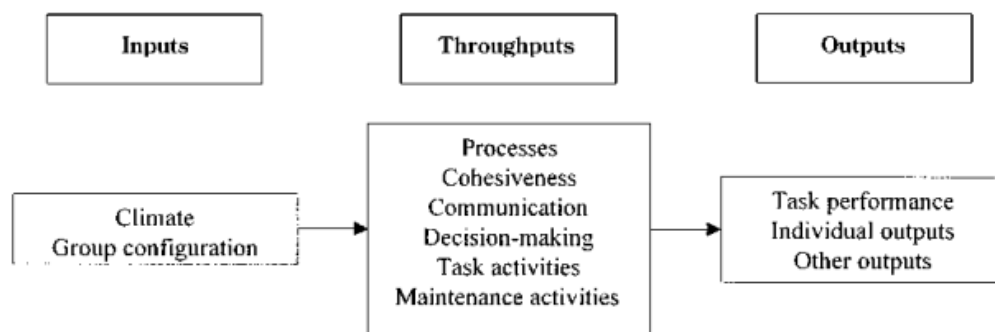 Inputs
Throughputs
Outputs
Climate
Group configuration
Processes
Cohesiveness
Communication
Decision-making
Task activities
Maintenance activities
Task performance
Individual outputs
Other outputs